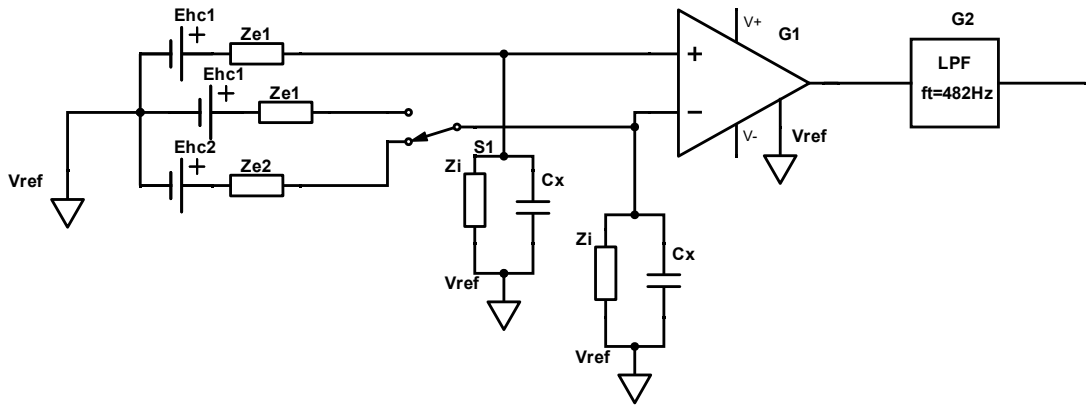 Ehc1
Ze1
Ehc1
Ze1
Ehc2
Ze2
Vref
S1
Zi
Cx
Vref
Zi
Cx
Vref
V+
G1
V-
Vref
G2
LPF
ft=482Hz
+
+
+
+
−